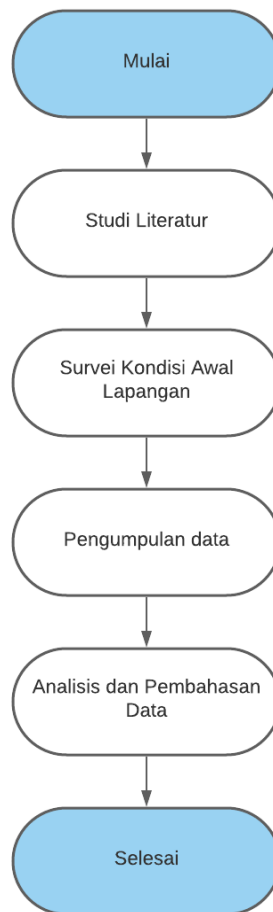 Mulai
Studi Literatur
Survei Kondisi Awal
Lapangan
Pengumpulan data
Analisis dan Pembahasan
Data
Selesai